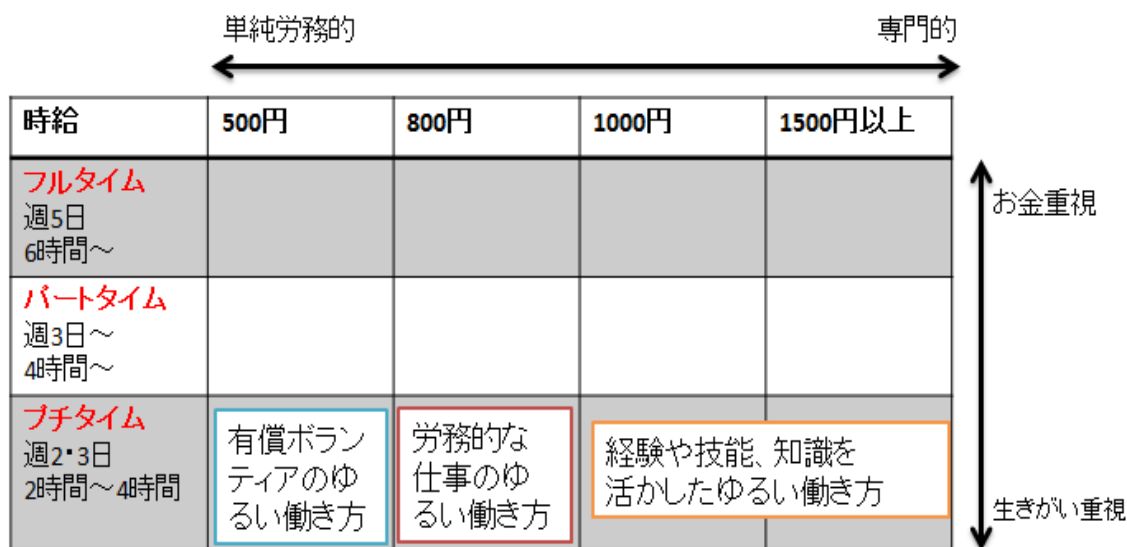 単純労務的 専門的
時給 500円 800円 1000円 1500円以上
フルタイム
週5日
6時間～
お金重視
パートタイム
週3日～
4時間～
プチタイム
週2・3日
2時間～4時間
有償ボラン
ティアのゆ
るい働き方
労務的な
仕事のゆ
るい働き方
経験や技能、知識を
活かしたゆるい働き方
生きがい重視